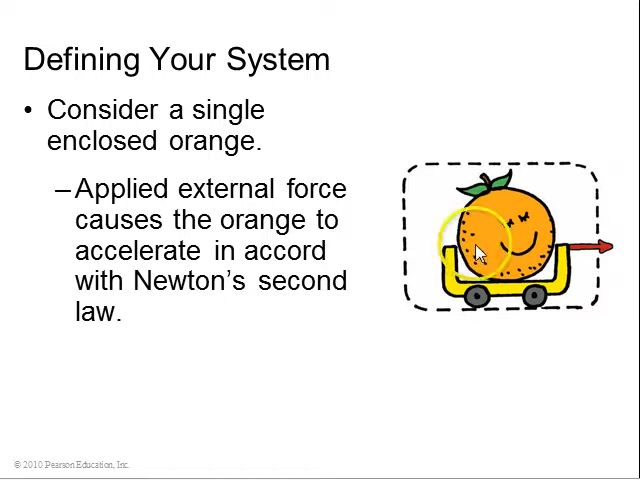 Defining Your System
• Consider a single
enclosed orange.
– Applied external force
causes the orange to
accelerate in accord
with Newton’s second
law.
© 2010 Pearson Education, Inc.